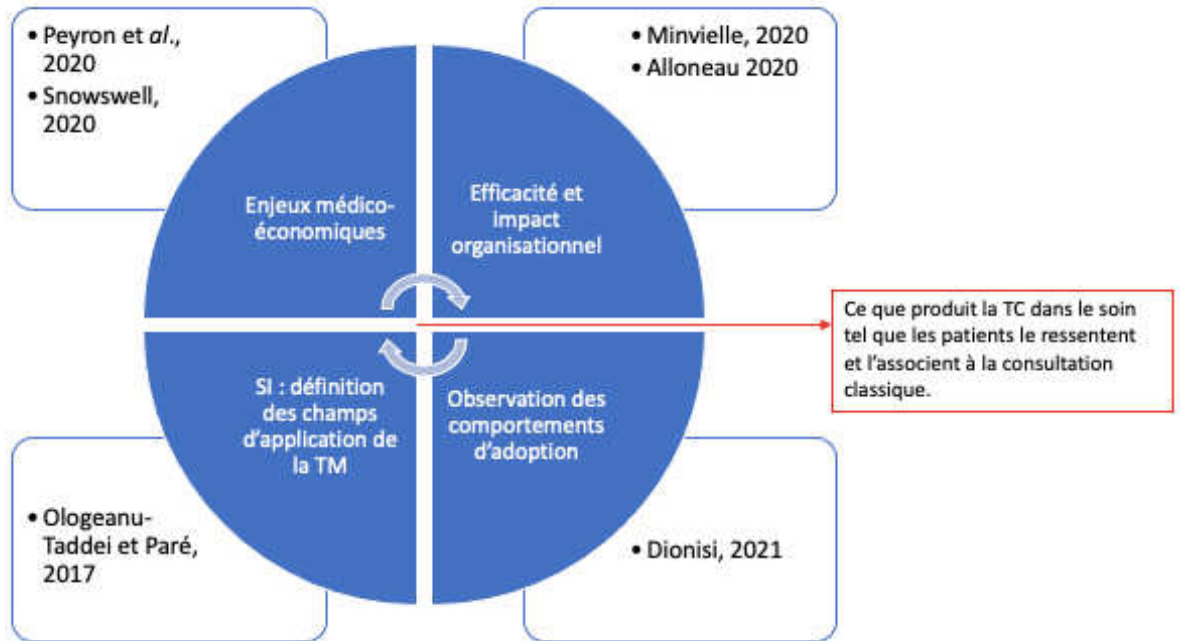 • Peyron et al.,
2020
• Snowswell,
2020
• Minvielle, 2020
• Alloneau 2020
Enjeux médico-
économiques
Efficacité et
impact
organisationnel
Ce que produit la TC dans le soin
tel que les patients le ressentent
et l'associent à la consultation
classique.
SI : définition
des champs
d'application de
la TM
Observation des
comportements
d'adoption
• Ologeanu-
Taddei et Paré,
2017
• Dionisi, 2021